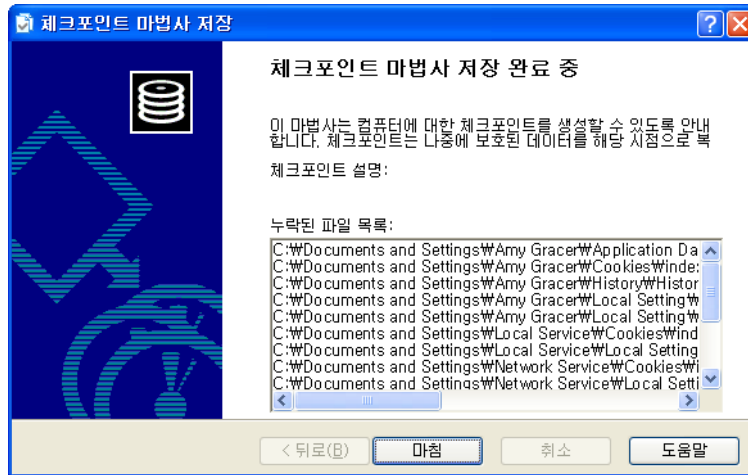 체크포인트 마법사 저장
체크포인트 마법사 저장 완료 중
이 마법사는 컴퓨터에 대한 체크포인트를 생성할 수 있도록 안내
합니다. 체크포인트는 나중에 보호된 데이터를 해당 시점으로 복
체크포인트 설명:
누락된 파일 목록:
C:₩Documents and Settings₩Amy Gracer₩Application Da
C:₩Documents and Settings₩Amy Gracer₩Cookies₩inde:
C:₩Documents and Settings₩Amy Gracer₩History₩Histor
C:₩Documents and Settings₩Amy Gracer₩Local Setting₩
C:₩Documents and Settings₩Amy Gracer₩Local Setting₩
C:₩Documents and Settings₩Local Service₩Cookies₩ind
C:₩Documents and Settings₩Local Service₩Local Setting
C:₩Documents and Settings₩Network Service₩Cookies₩i
C:₩Documents and Settings₩Network Service₩Local Setti
< 뒤로(B) 마침 취소 도움말